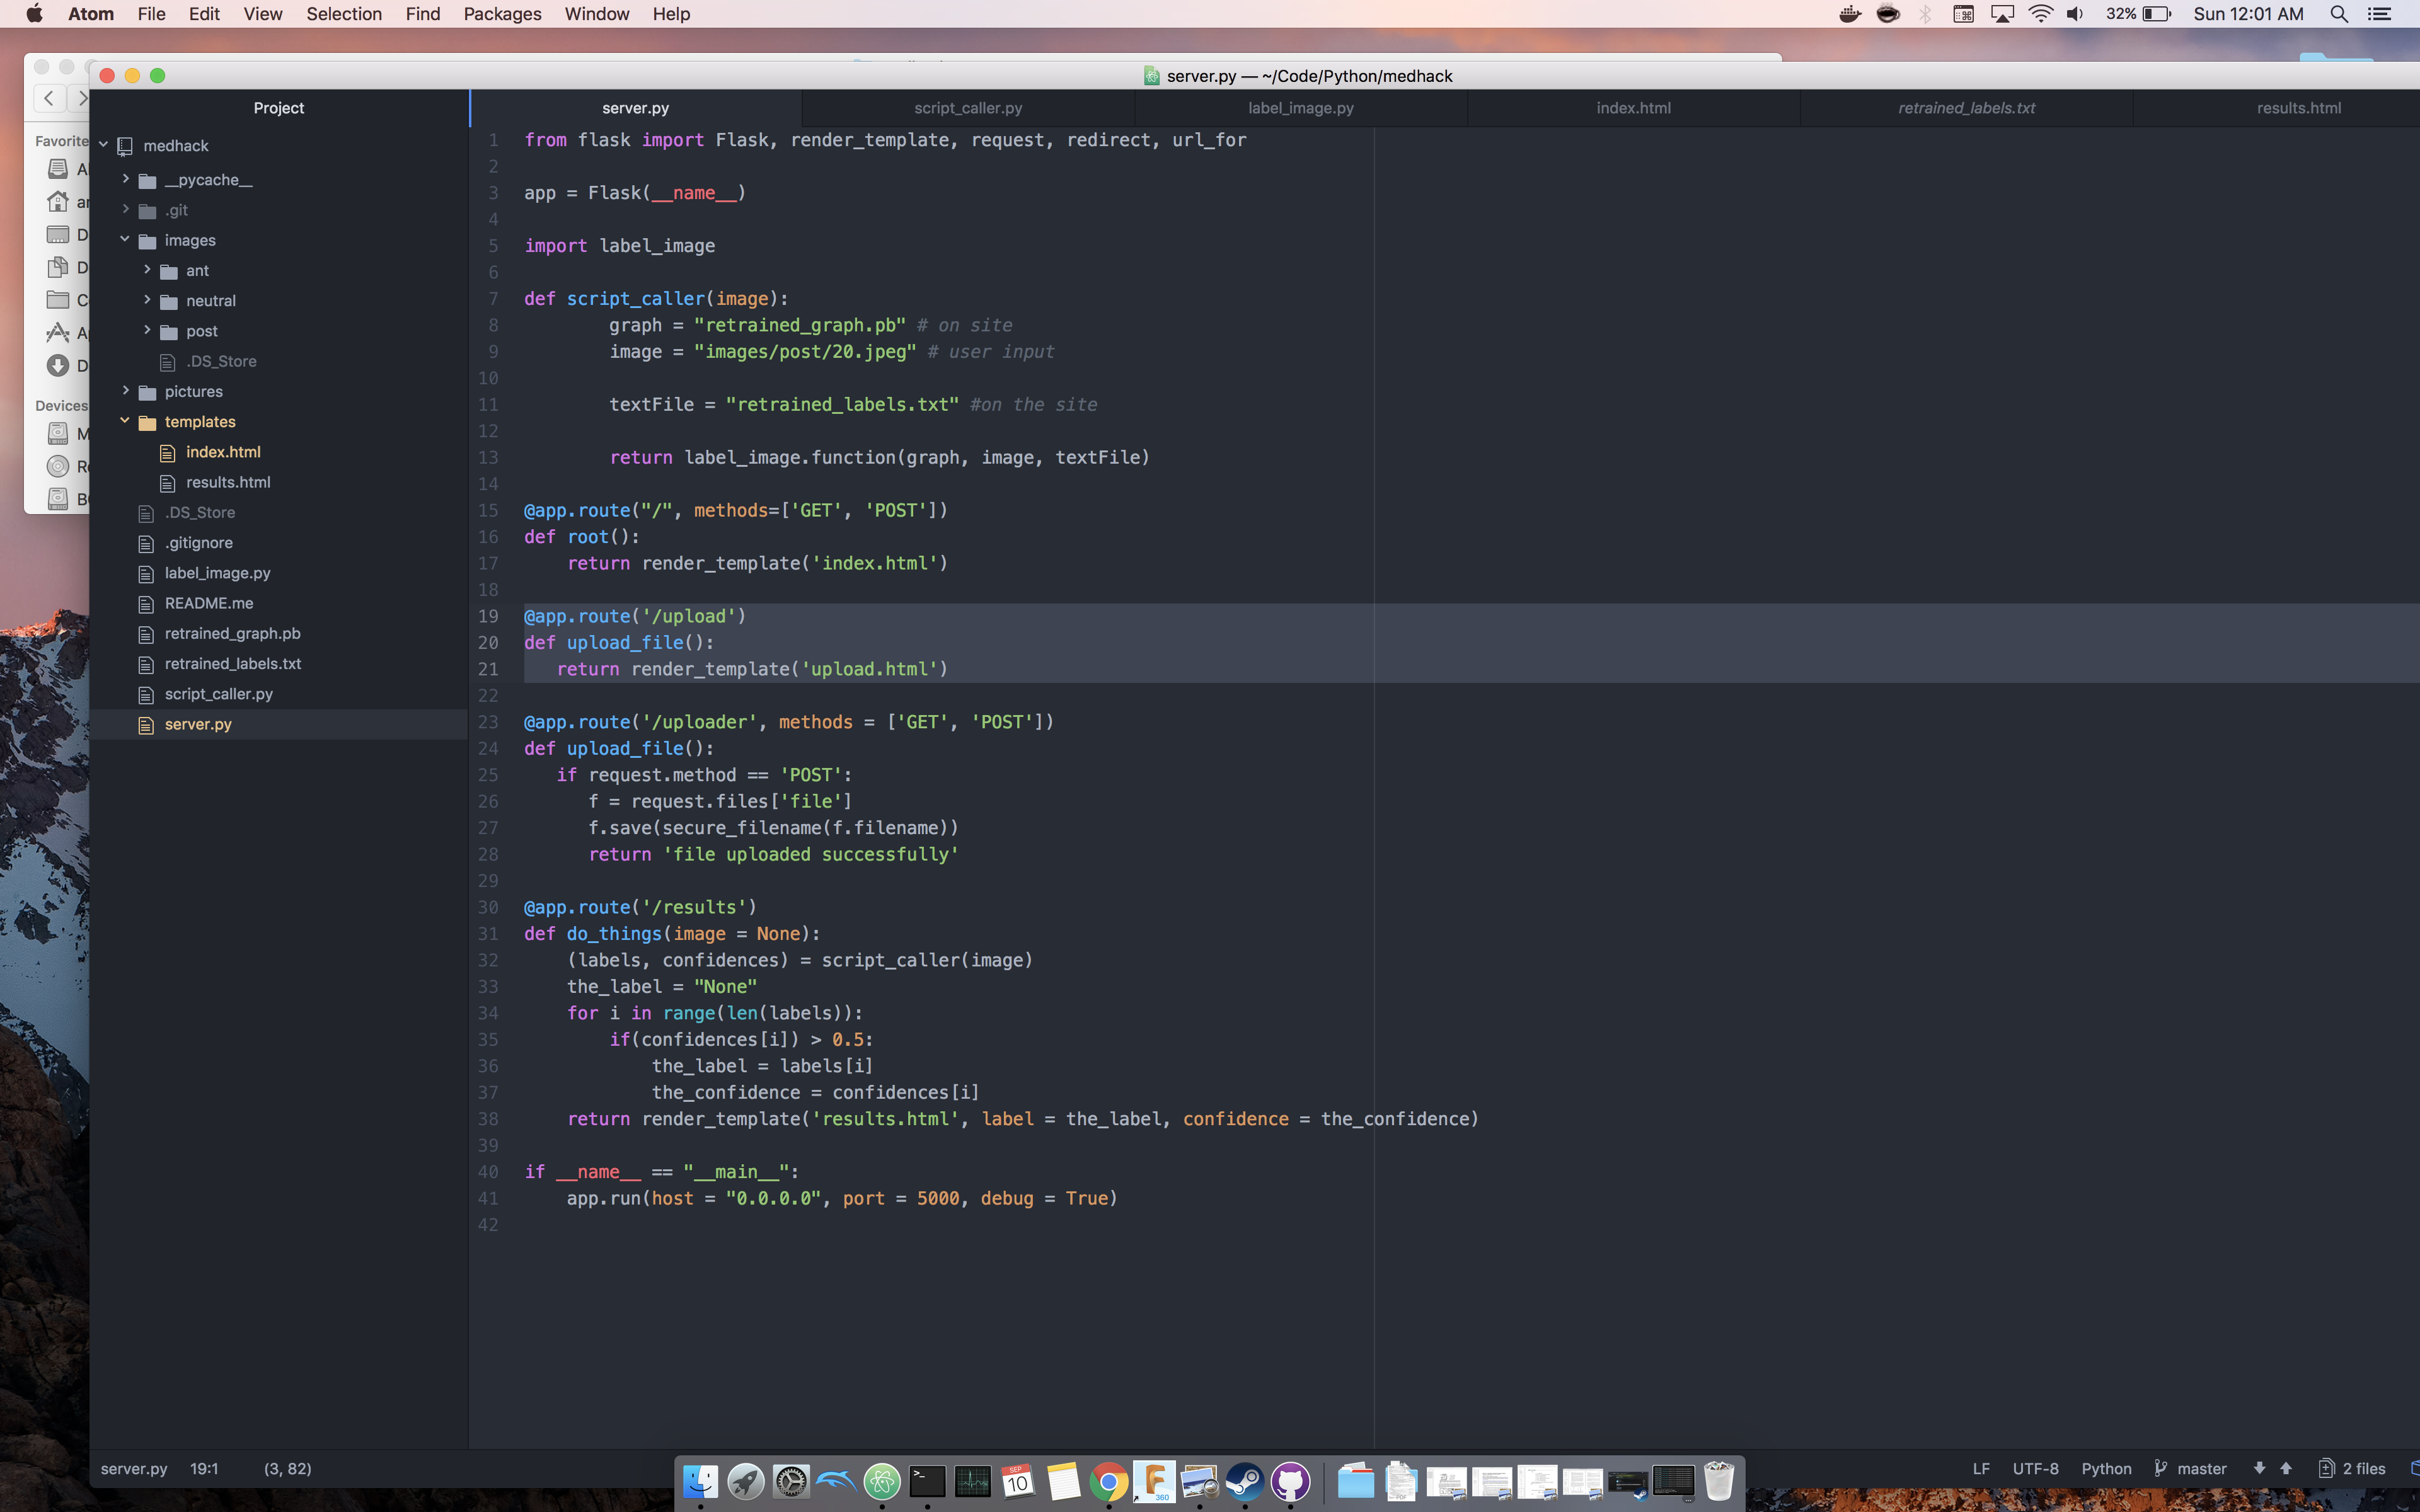 Atom File Edit View Selection Find Packages Window Help 32% Sun 12:01 AM
server.py — ~/Code/Python/medhack
Favorite
Devices
Project
medhack
__pycache__
.git
images
ant
neutral
post
.DS_Store
pictures
templates
index.html
results.html
.DS_Store
.gitignore
label_image.py
README.me
retrained_graph.pb
retrained_labels.txt
script_caller.py
server.py
server.py script_caller.py label_image.py index.html retrained_labels.txt results.html
1 from flask import Flask, render_template, request, redirect, url_for
2
3 app = Flask(__name__)
4
5 import label_image
6
7 def script_caller(image):
8 graph = "retrained_graph.pb" # on site
9 image = "images/post/20.jpeg" # user input
10
11 textFile = "retrained_labels.txt" #on the site
12
13 return label_image.function(graph, image, textFile)
14
15 @app.route("/", methods=['GET', 'POST'])
16 def root():
17 return render_template('index.html')
18
19 @app.route('/upload')
20 def upload_file():
21 return render_template('upload.html')
22
23 @app.route('/uploader', methods = ['GET', 'POST'])
24 def upload_file():
25 if request.method == 'POST':
26 f = request.files['file']
27 f.save(secure_filename(f.filename))
28 return 'file uploaded successfully'
29
30 @app.route('/results')
31 def do_things(image = None):
32 (labels, confidences) = script_caller(image)
33 the_label = "None"
34 for i in range(len(labels)):
35 if(confidences[i]) > 0.5:
36 the_label = labels[i]
37 the_confidence = confidences[i]
38 return render_template('results.html', label = the_label, confidence = the_confidence)
39
40 if __name__ == "__main__":
41 app.run(host = "0.0.0.0", port = 5000, debug = True)
42
server.py 19:1 (3, 82) LF UTF-8 Python master 2 files
SEP
10
360